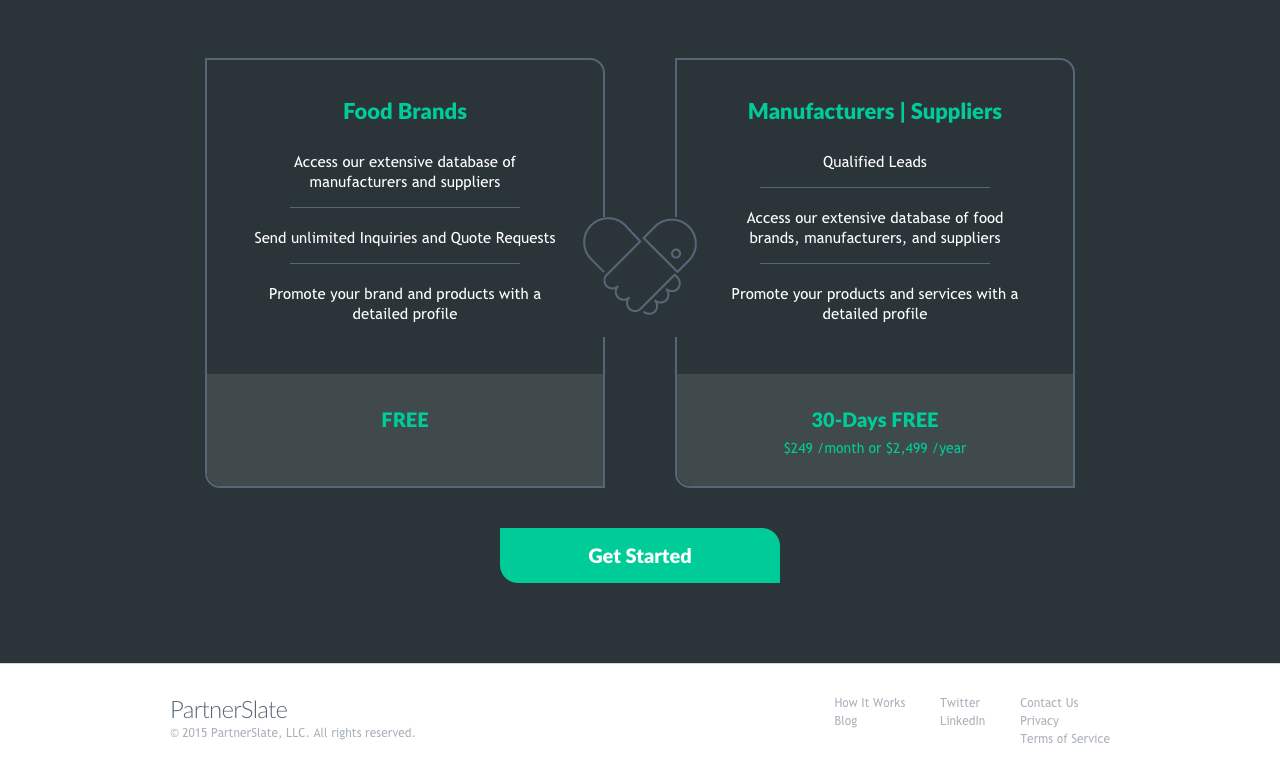 Food Brands
Access our extensive database of
manufacturers and suppliers
Send unlimited Inquiries and Quote Requests
Promote your brand and products with a
detailed profile
FREE
Manufacturers | Suppliers
Qualified Leads
Access our extensive database of food
brands, manufacturers, and suppliers
Promote your products and services with a
detailed profile
30-Days FREE
$249 /month or $2,499 /year
Get Started
PartnerSlate
© 2015 PartnerSlate, LLC. All rights reserved.
How It Works
Blog
Twitter
LinkedIn
Contact Us
Privacy
Terms of Service